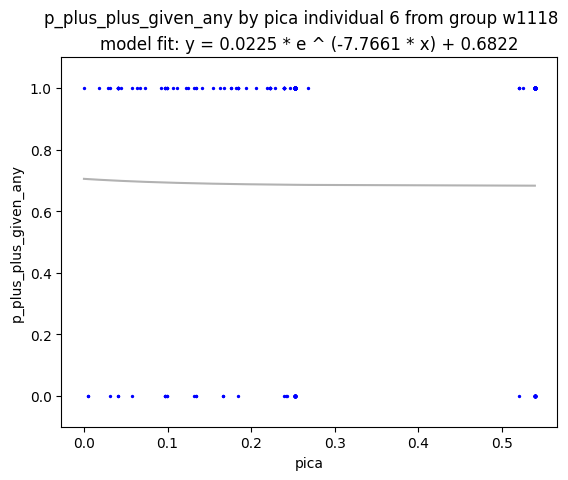 p_plus_plus_given_any by pica individual 6 from group w1118
model fit: y = 0.0225 * e ^ (-7.7661 * x) + 0.6822
1.0
0.8
0.6
0.4
0.2
0.0
p_plus_plus_given_any
0.0 0.1 0.2 0.3 0.4 0.5
pica